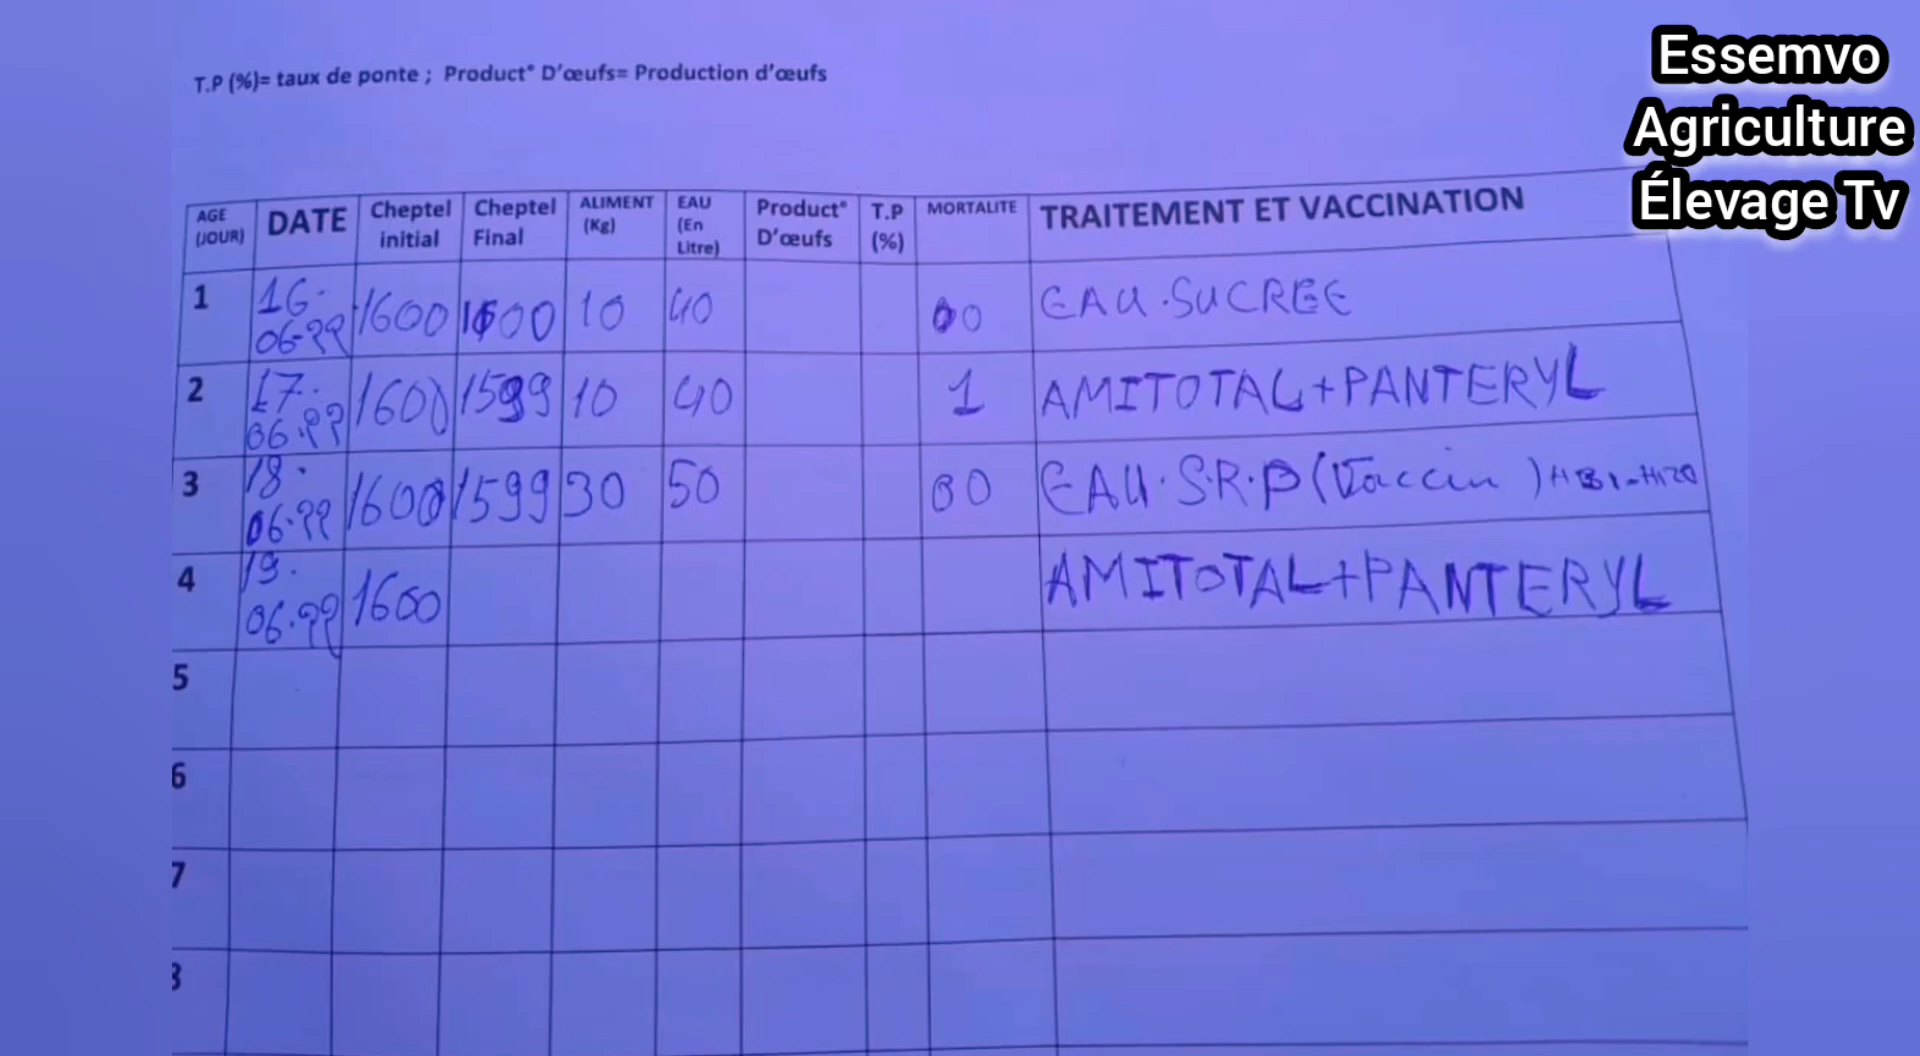 Essemvo
Agriculture
Élevage Tv
T.P (%)= taux de ponte ; Product° D'œufs= Production d'œufs
AGE (JOUR) DATE Cheptel initial Cheptel Final ALIMENT (Kg) EAU (En Litre) Product° D'œufs T.P (%) MORTALITE TRAITEMENT ET VACCINATION
1 16. 06-22 1600 1600 10 40 00 EAU.SUCREE
2 17. 06.22 1600 1599 10 40 1 AMITOTAL+PANTERYL
3 18. 06.22 1600 1599 30 50 00 EAU.S.R.P (Vaccin) HB1-H120
4 19. 06.22 1600 AMITOTAL+PANTERYL
5
6
7